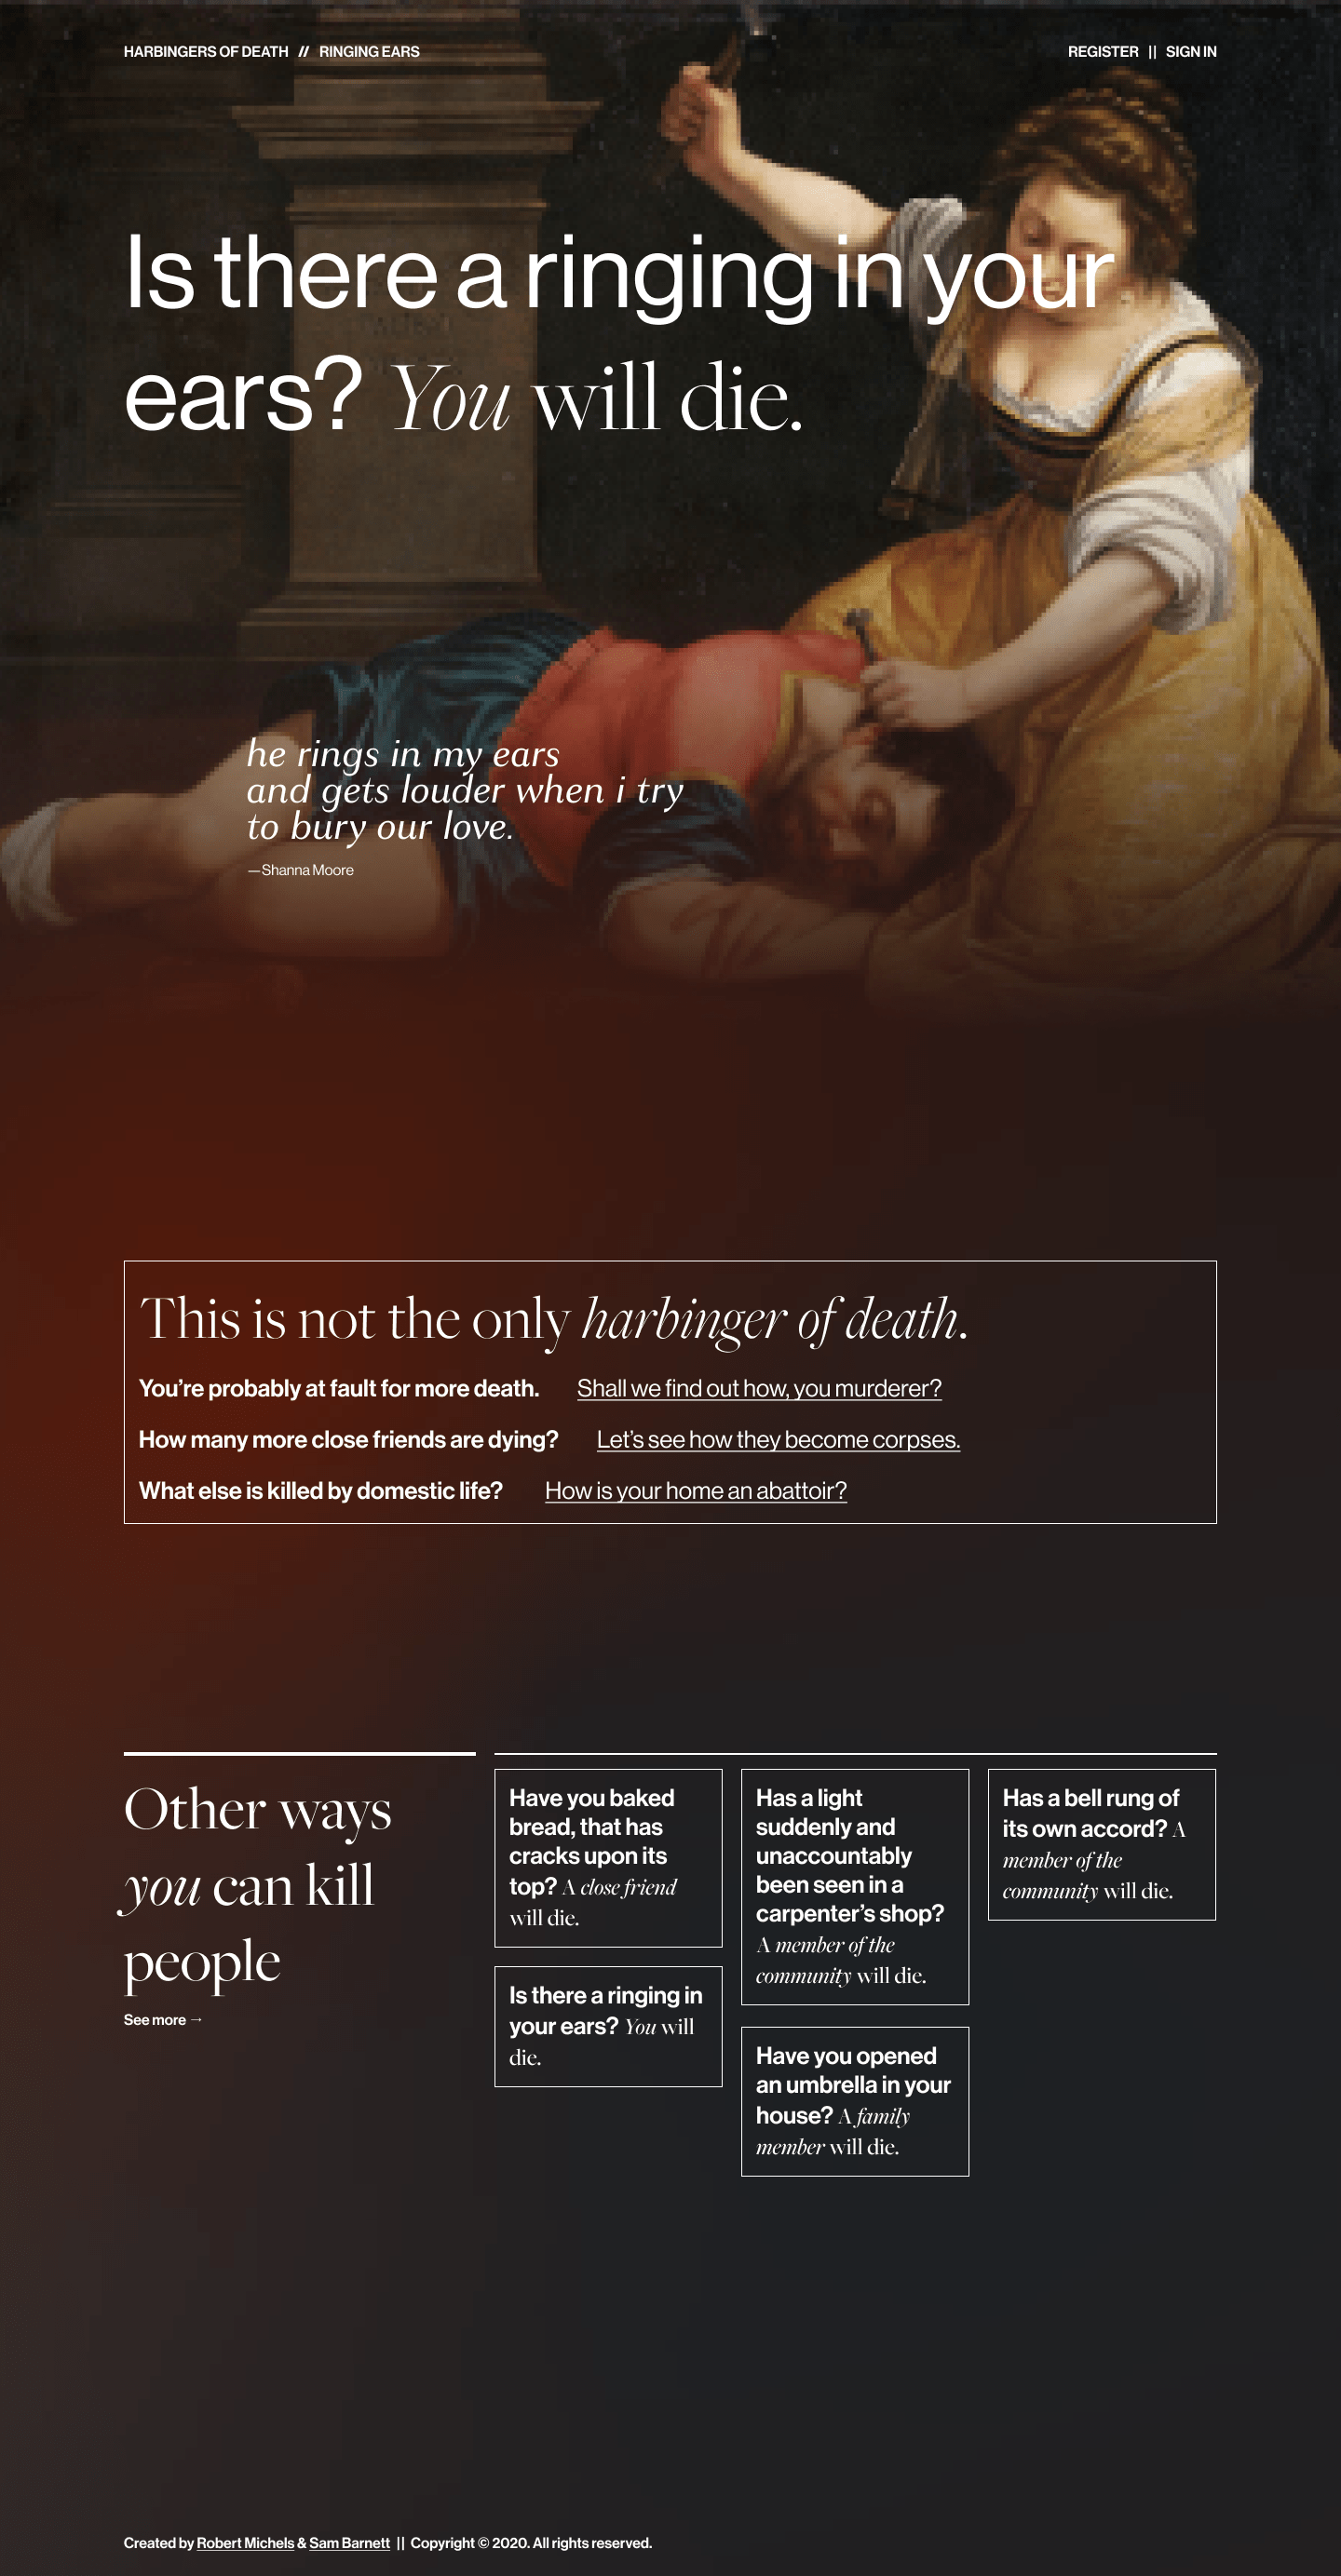 HARBINGERS OF DEATH // RINGING EARS
REGISTER || SIGN IN
Is there a ringing in your
ears? You will die.
he rings in my ears
and gets louder when i try
to bury our love.
—Shanna Moore
This is not the only harbinger of death.
You’re probably at fault for more death. Shall we find out how, you murderer?
How many more close friends are dying? Let’s see how they become corpses.
What else is killed by domestic life? How is your home an abattoir?
Other ways
you can kill
people
See more →
Have you baked
bread, that has
cracks upon its
top? A close friend
will die.
Is there a ringing in
your ears? You will
die.
Has a light
suddenly and
unaccountably
been seen in a
carpenter’s shop?
A member of the
community will die.
Have you opened
an umbrella in your
house? A family
member will die.
Has a bell rung of
its own accord? A
member of the
community will die.
Created by Robert Michels & Sam Barnett || Copyright © 2020. All rights reserved.